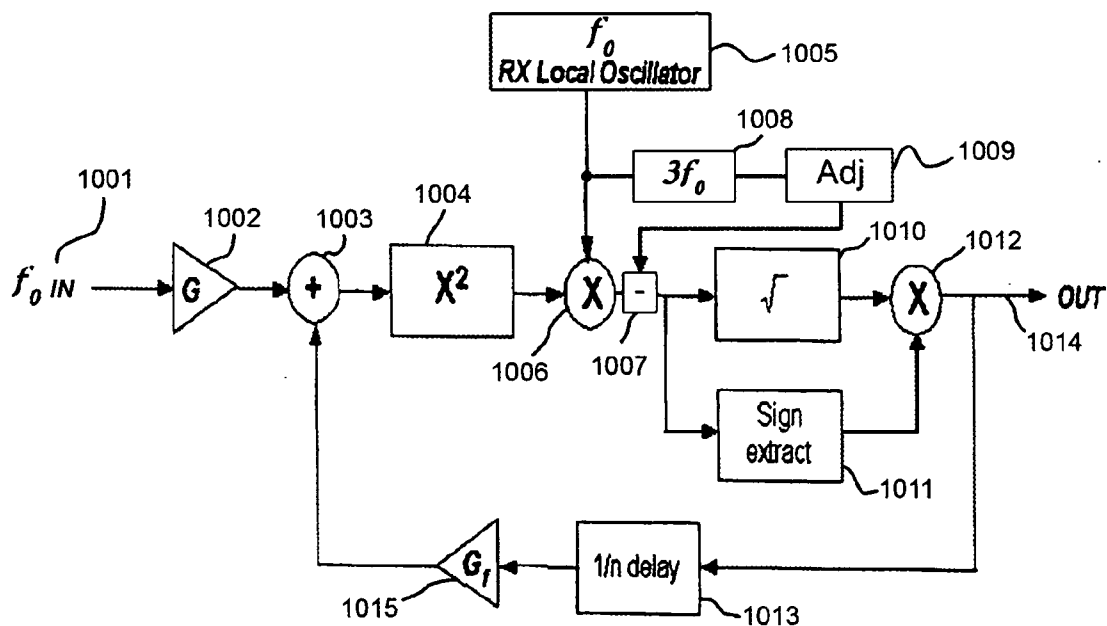 f₀
RX Local Oscillator
1005
1008
3f₀
Adj
1009
1001
1002
1003
1004
1010
1012
f₀ IN
G
+
X²
X
-
√
X
OUT
1006
1007
1014
Sign
extract
1011
G_f
1/n delay
1015
1013